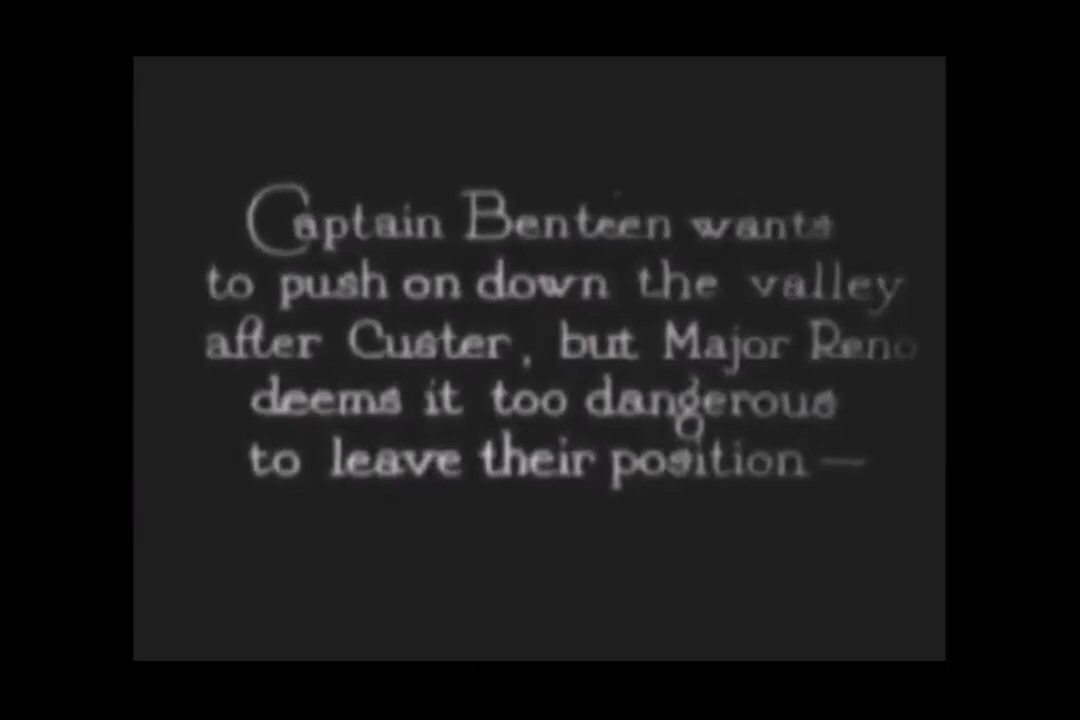 Captain Benteen wants
to push on down the valley
after Custer, but Major Reno
deems it too dangerous
to leave their position —